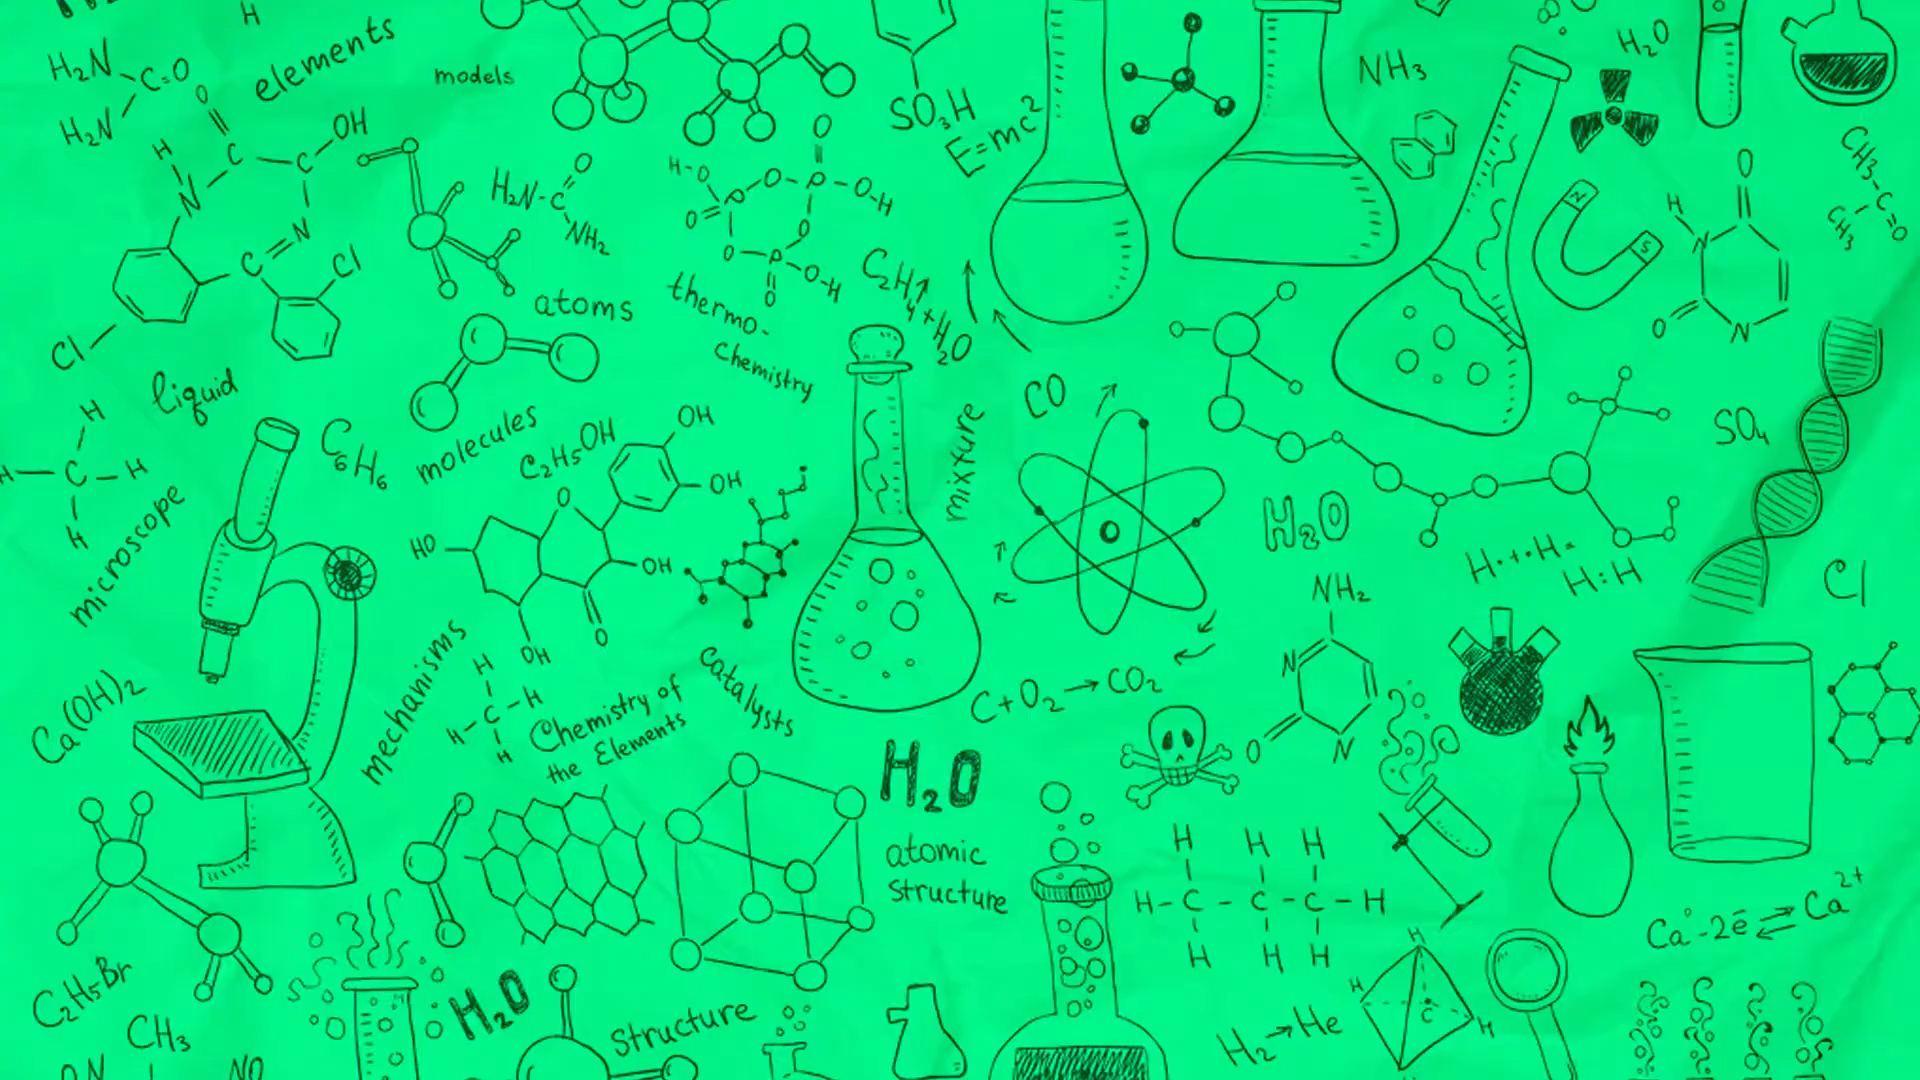 elements
models
H₂N
C=O
H₂N
H
O
C
C
OH
H
N
N
C
Cl
Cl
liquid
H₂N-C
O
NH₂
atoms
H-O
O
P
O
P
O-H
O
O
O
P
O-H
O
thermo-
chemistry
C₂H₄↑+H₂O
SO₃H
E=mc²
NH₃
H₂O
N
S
CH₃
C=O
CH₃
O
H
N
O
N
H
H
C
H
H
microscope
C₆H₆
molecules
C₂H₅OH
OH
OH
O
HO
OH
O
OH
mixture
CO
H₂O
SO₄
H·+·H=
H:H
Cl
NH₂
N
O
N
Ca(OH)₂
mechanisms
H
H-C-H
H
Chemistry of
the Elements
catalysts
C+O₂→CO₂
H₂O
atomic
structure
H H H
H-C-C-C-H
H H H
Ca°-2ē⇄Ca²⁺
C₂H₅Br
CH₃
NO
H₂O
structure
H₂→He
H
H
C
H